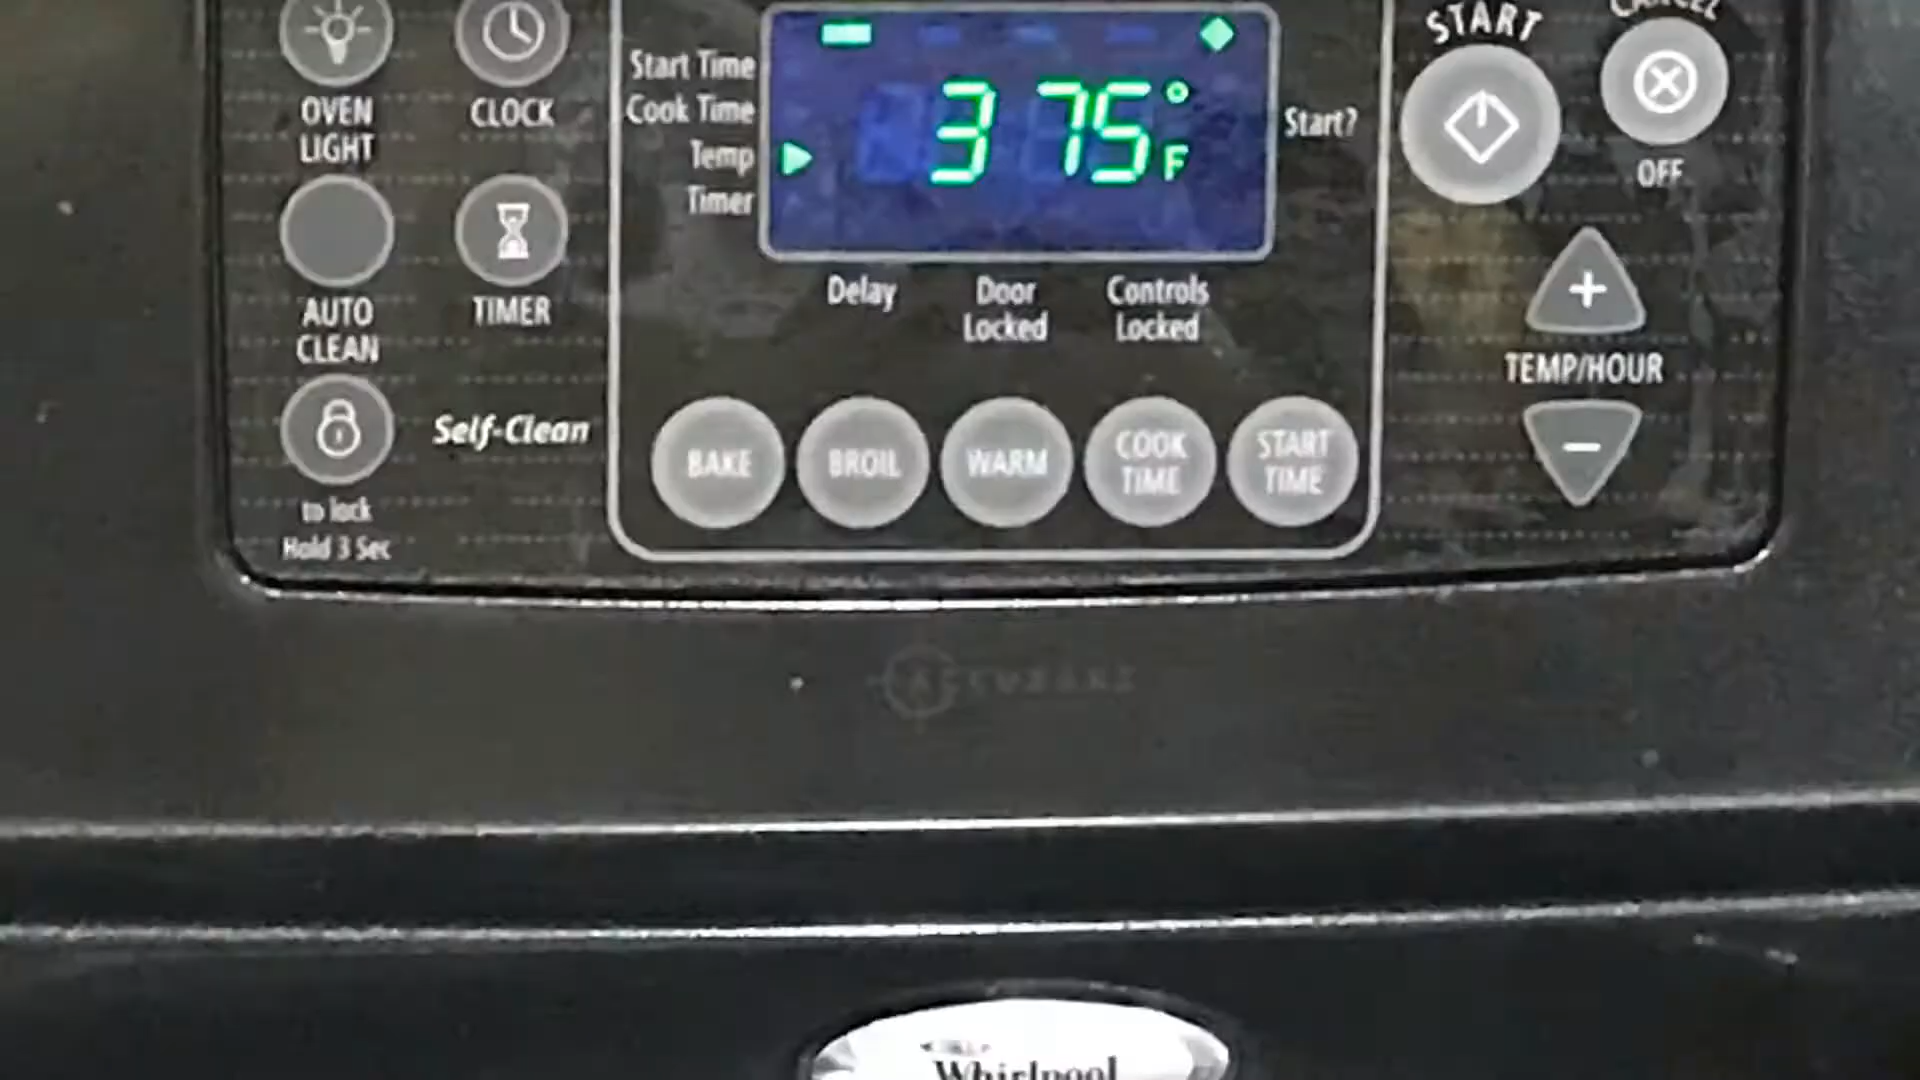 START
CANCEL
OVEN
LIGHT
CLOCK
Start Time
Cook Time
Temp
Timer
375°
F
Start?
OFF
AUTO
CLEAN
TIMER
Delay
Door
Locked
Controls
Locked
+
TEMP/HOUR
-
Self-Clean
BAKE
BROIL
WARM
COOK
TIME
START
TIME
to lock
Hold 3 Sec
ACCUBAKE
Whirlpool